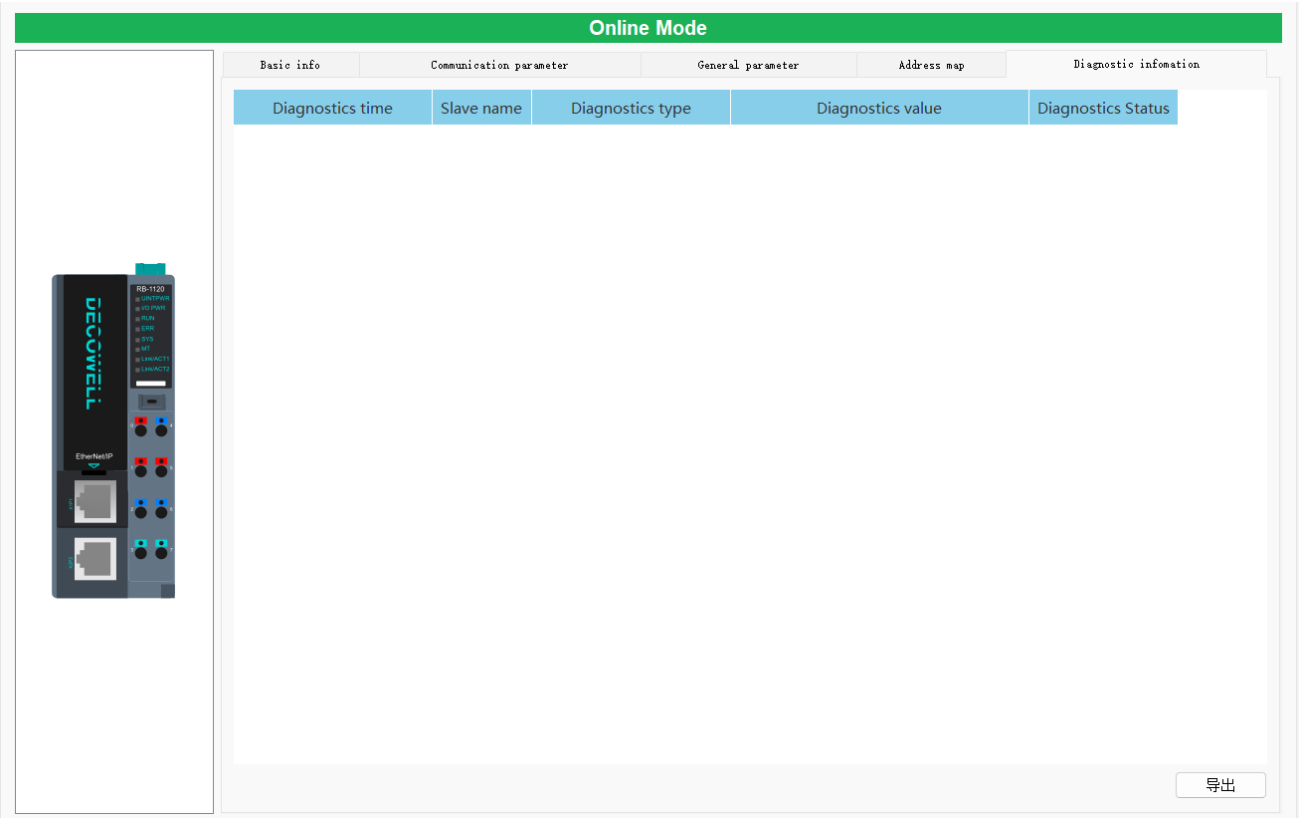 Online Mode
Basic info
Communication parameter
General parameter
Address map
Diagnostic infomation
Diagnostics time
Slave name
Diagnostics type
Diagnostics value
Diagnostics Status
RB-1120
UINTPWR
I/O PWR
RUN
ERR
SYS
MT
Link/ACT1
Link/ACT2
DECOWELL
EtherNet/IP
导出